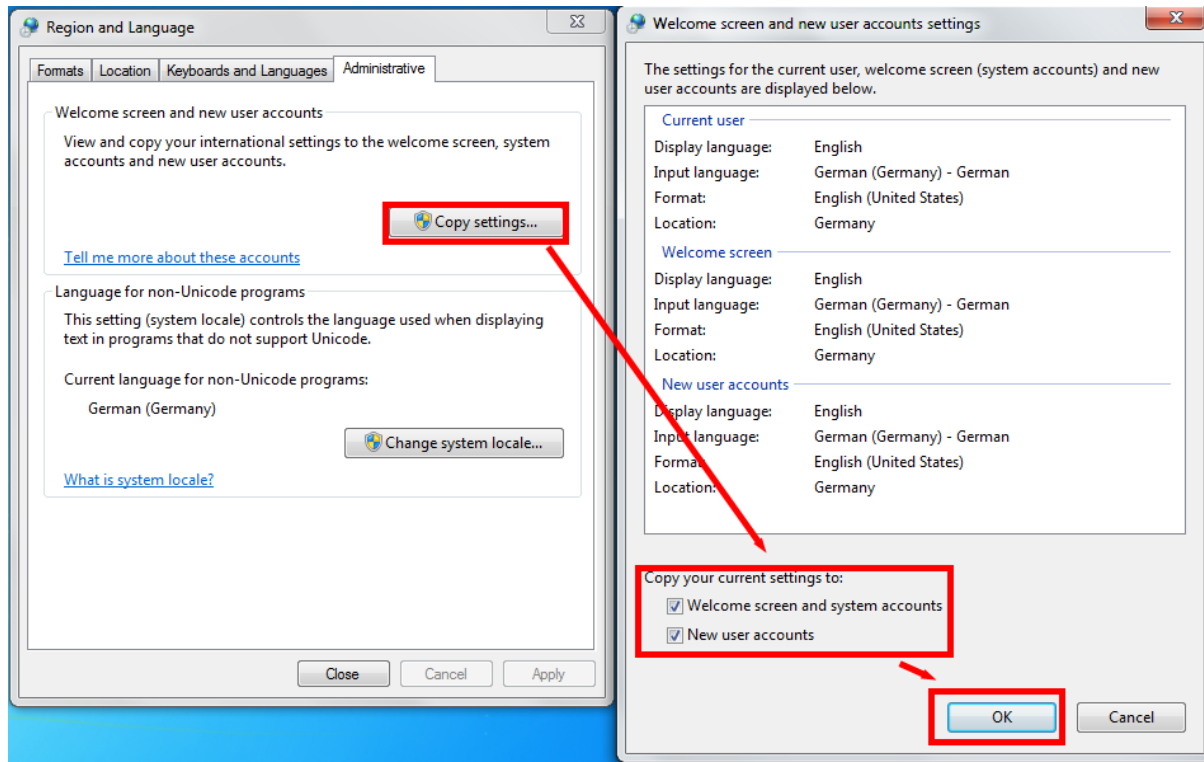 Region and Language
Formats
Location
Keyboards and Languages
Administrative
Welcome screen and new user accounts
View and copy your international settings to the welcome screen, system
accounts and new user accounts.
Copy settings...
Tell me more about these accounts
Language for non-Unicode programs
This setting (system locale) controls the language used when displaying
text in programs that do not support Unicode.
Current language for non-Unicode programs:
German (Germany)
Change system locale...
What is system locale?
Close
Cancel
Apply
Welcome screen and new user accounts settings
The settings for the current user, welcome screen (system accounts) and new
user accounts are displayed below.
Current user
Display language: English
Input language: German (Germany) - German
Format: English (United States)
Location: Germany
Welcome screen
Display language: English
Input language: German (Germany) - German
Format: English (United States)
Location: Germany
New user accounts
Display language: English
Input language: German (Germany) - German
Format: English (United States)
Location: Germany
Copy your current settings to:
Welcome screen and system accounts
New user accounts
OK
Cancel